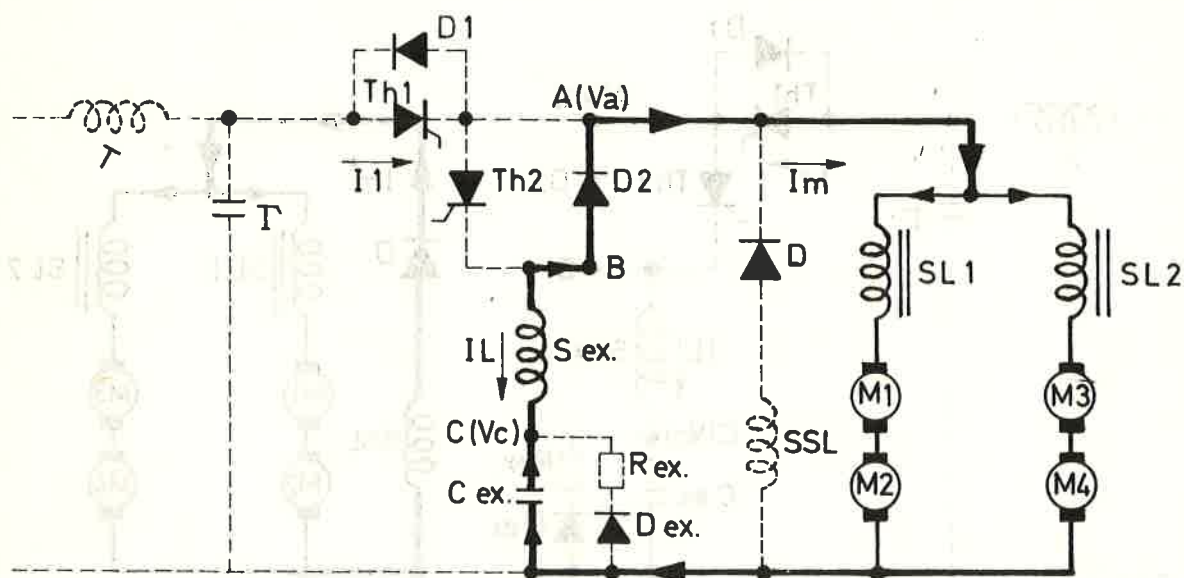 D1
Th1
A(Va)
T
I1
Th2
D2
Im
Γ
B
D
SL1
SL2
IL
S ex.
M1
M3
C(Vc)
SSL
R ex.
C ex.
M2
M4
D ex.